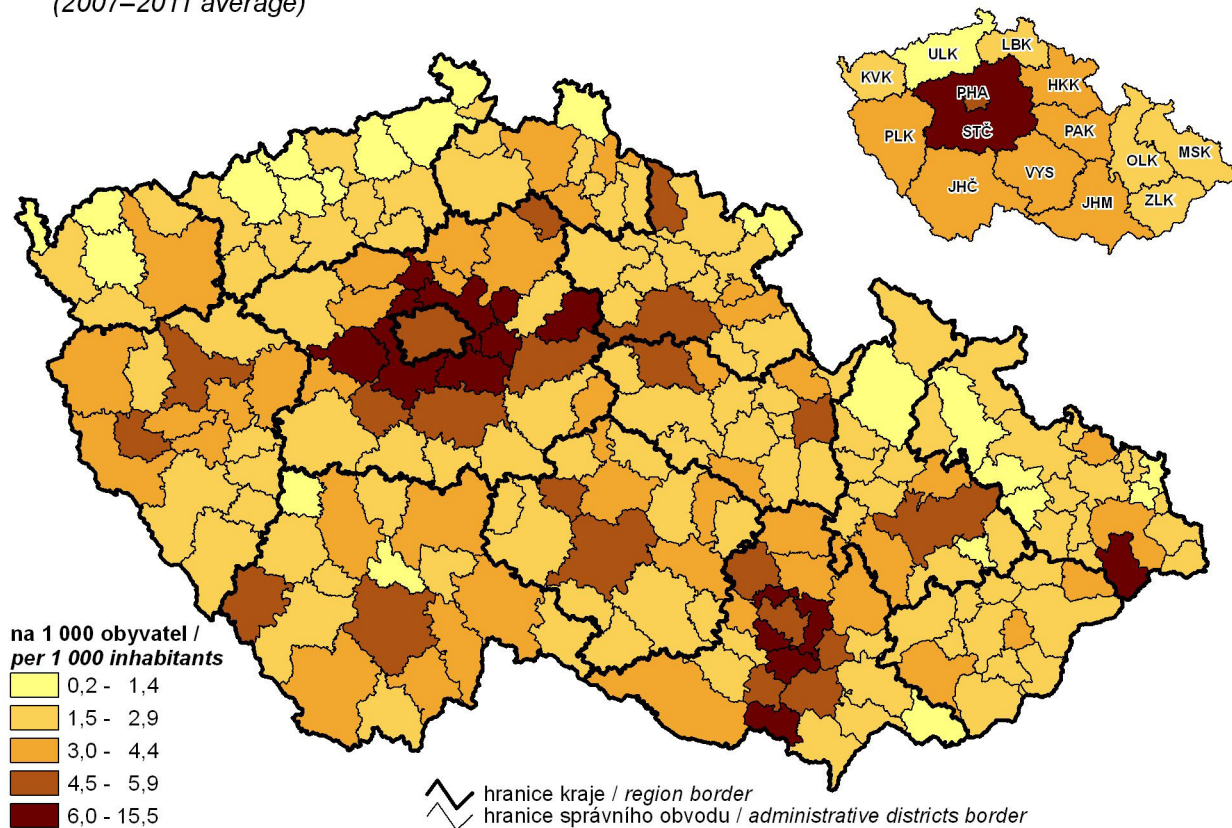 (2007–2011 average)
ULK
LBK
KVK
HKK
PHA
STČ
PLK
PAK
MSK
OLK
VYS
JHČ
JHM
ZLK
na 1 000 obyvatel /
per 1 000 inhabitants
0,2 - 1,4
1,5 - 2,9
3,0 - 4,4
4,5 - 5,9
6,0 - 15,5
hranice kraje / region border
hranice správního obvodu / administrative districts border